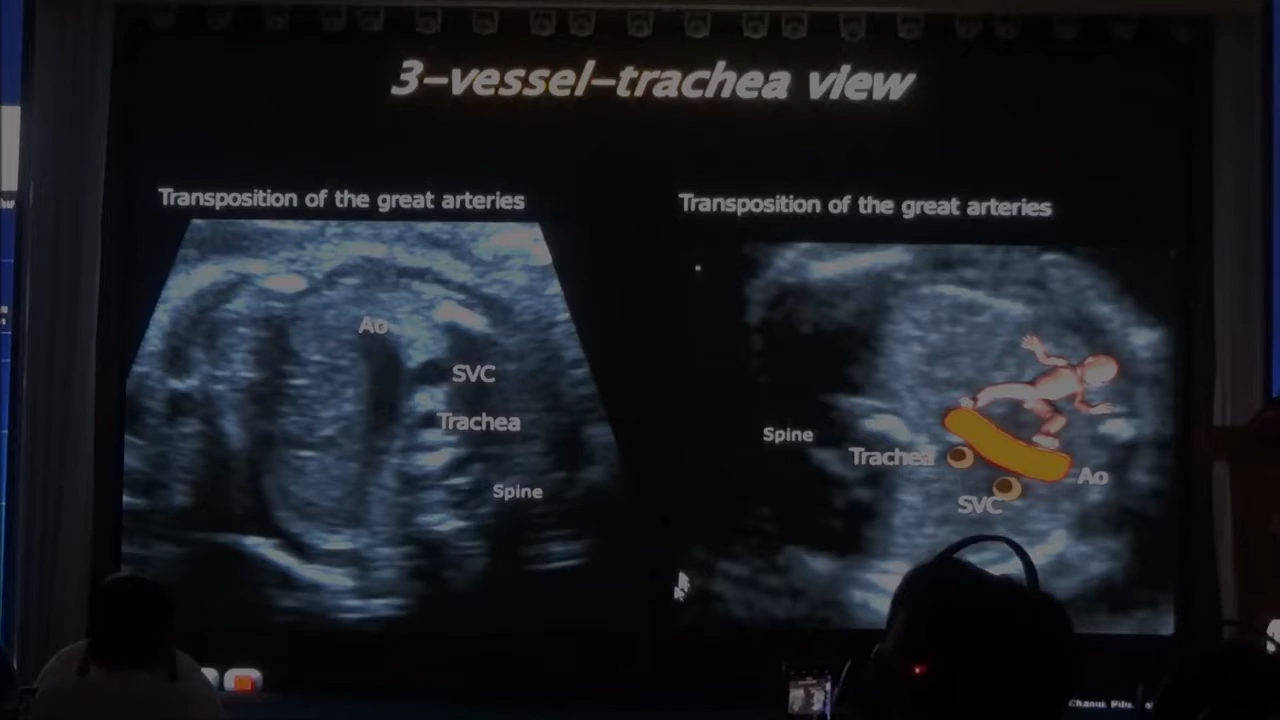 3-vessel-trachea view
Transposition of the great arteries
Ao
SVC
Trachea
Spine
Transposition of the great arteries
Spine
Trachea
Ao
SVC